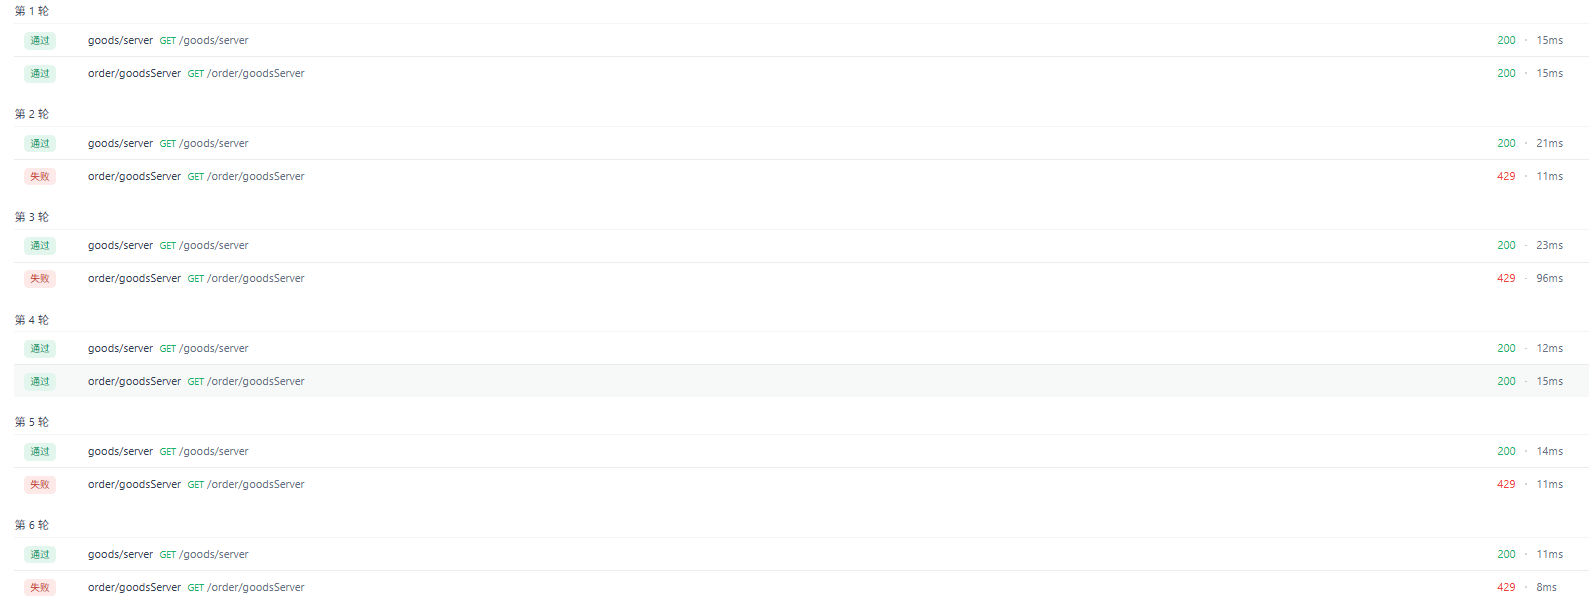 第 1 轮
通过 goods/server GET /goods/server 200 · 15ms
通过 order/goodsServer GET /order/goodsServer 200 · 15ms
第 2 轮
通过 goods/server GET /goods/server 200 · 21ms
失败 order/goodsServer GET /order/goodsServer 429 · 11ms
第 3 轮
通过 goods/server GET /goods/server 200 · 23ms
失败 order/goodsServer GET /order/goodsServer 429 · 96ms
第 4 轮
通过 goods/server GET /goods/server 200 · 12ms
通过 order/goodsServer GET /order/goodsServer 200 · 15ms
第 5 轮
通过 goods/server GET /goods/server 200 · 14ms
失败 order/goodsServer GET /order/goodsServer 429 · 11ms
第 6 轮
通过 goods/server GET /goods/server 200 · 11ms
失败 order/goodsServer GET /order/goodsServer 429 · 8ms